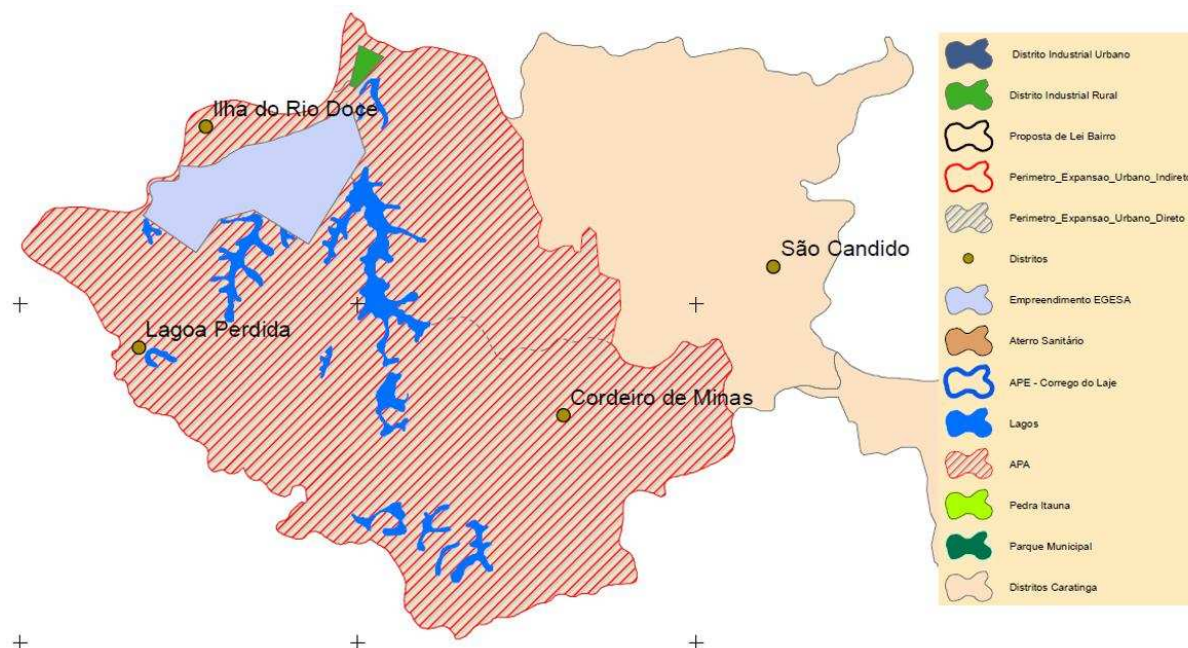 Ilha do Rio Doce
São Candido
Lagoa Perdida
Cordeiro de Minas
Distrito Industrial Urbano
Distrito Industrial Rural
Proposta de Lei Bairro
Perimetro_Expansao_Urbano_Indireto
Perimetro_Expansao_Urbano_Direto
Distritos
Empreendimento EGESA
Aterro Sanitário
APE - Corrego do Laje
Lagos
APA
Pedra Itauna
Parque Municipal
Distritos Caratinga